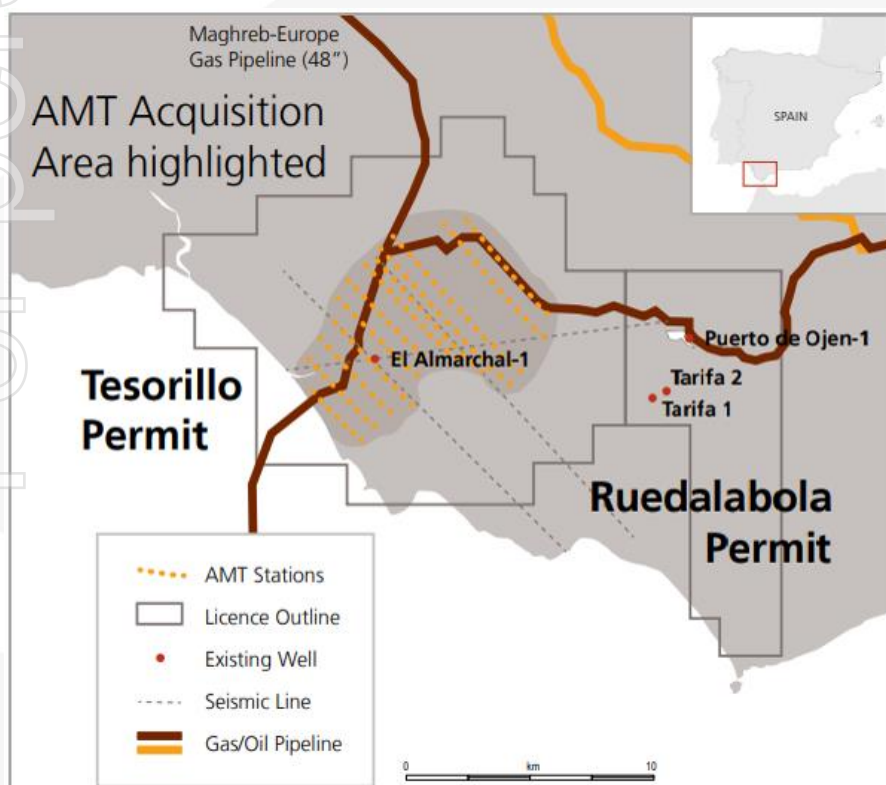 Maghreb-Europe
Gas Pipeline (48”)
AMT Acquisition
Area highlighted
SPAIN
Puerto de Ojen-1
El Almarchal-1
Tarifa 2
Tarifa 1
Tesorillo
Permit
Ruedalabola
Permit
AMT Stations
Licence Outline
Existing Well
Seismic Line
Gas/Oil Pipeline
0 km 10